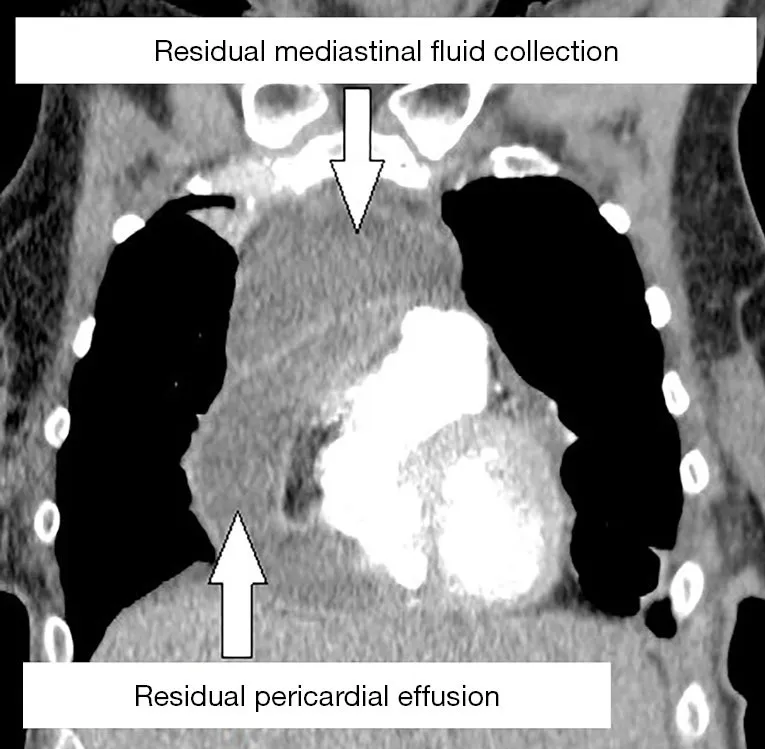 Residual mediastinal fluid collection
Residual pericardial effusion